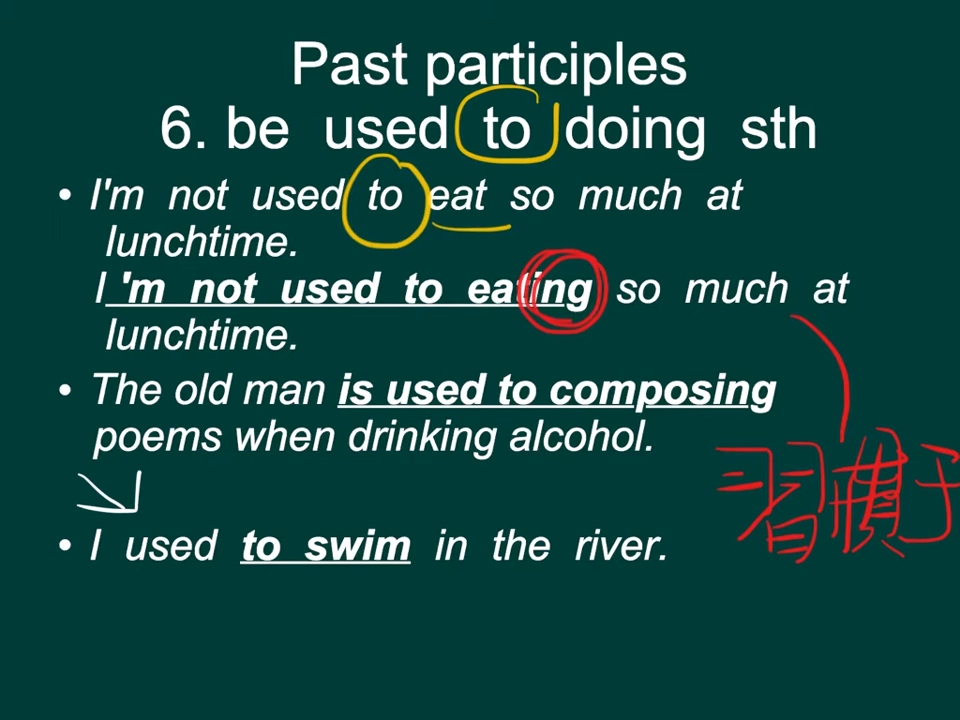 Past participles
6. be used to doing sth
• I'm not used to eat so much at
lunchtime.
I 'm not used to eating so much at
lunchtime.
• The old man is used to composing
poems when drinking alcohol.
習慣于
• I used to swim in the river.